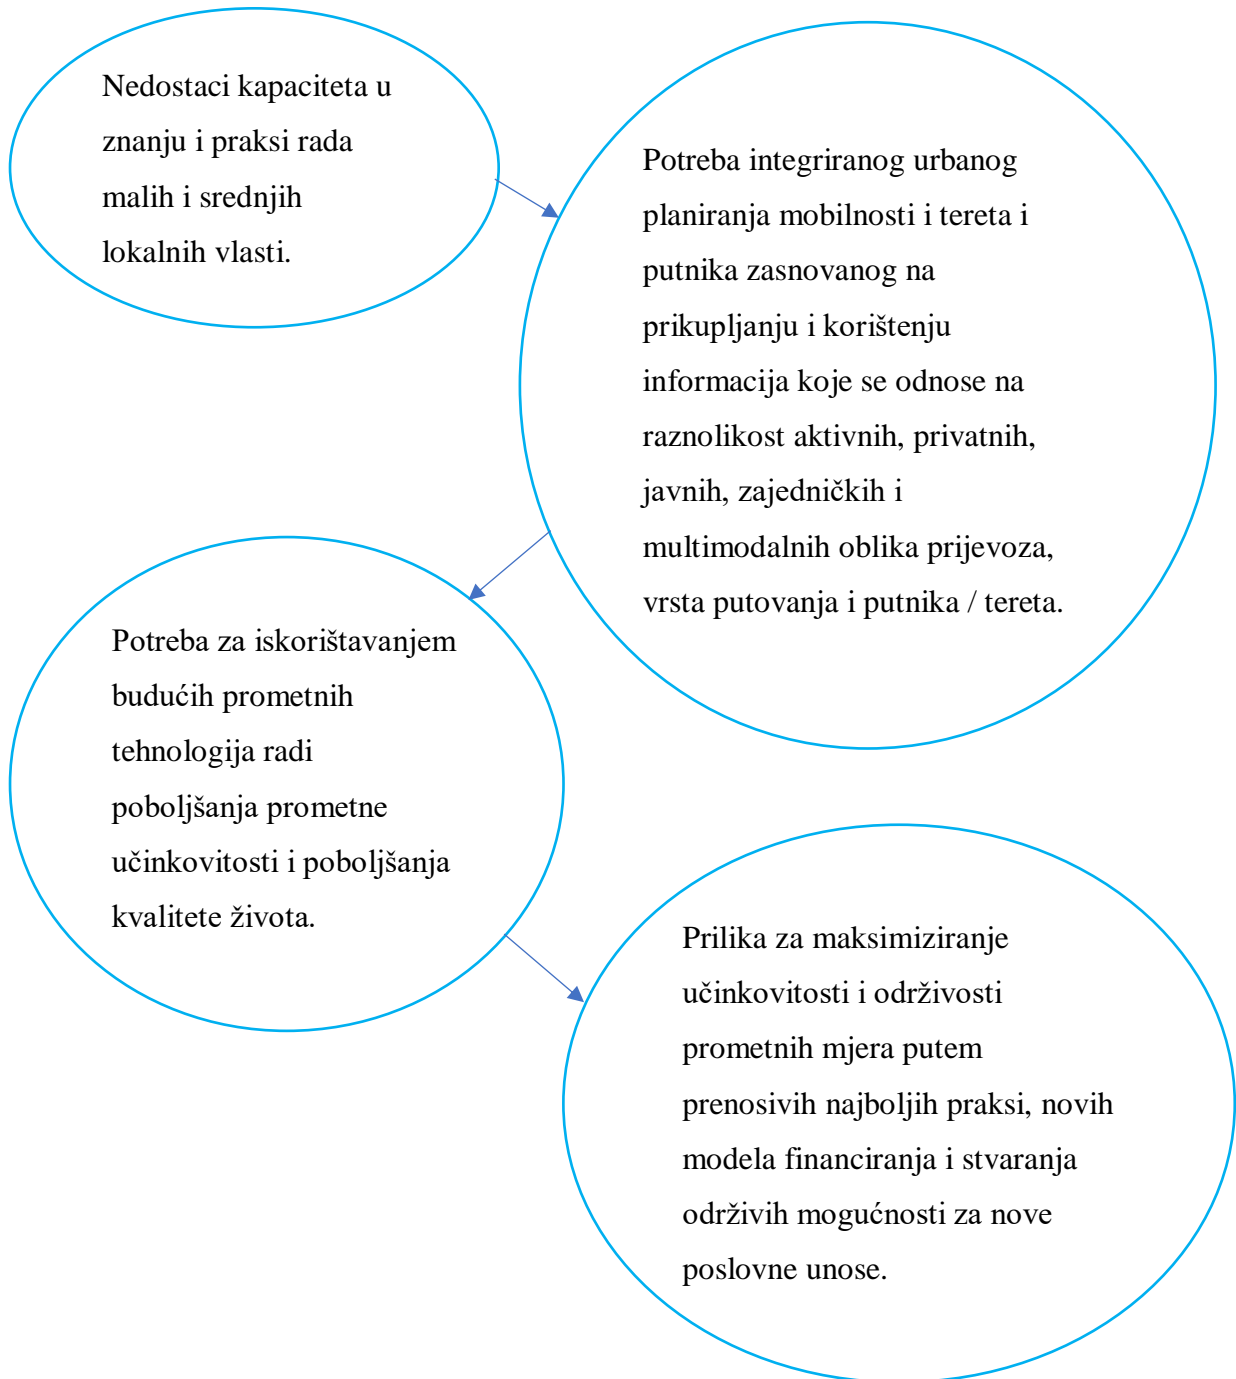 Nedostaci kapaciteta u
znanju i praksi rada
malih i srednjih
lokalnih vlasti.
Potreba integriranog urbanog
planiranja mobilnosti i tereta i
putnika zasnovanog na
prikupljanju i korištenju
informacija koje se odnose na
raznolikost aktivnih, privatnih,
javnih, zajedničkih i
multimodalnih oblika prijevoza,
vrsta putovanja i putnika / tereta.
Potreba za iskorištavanjem
budućih prometnih
tehnologija radi
poboljšanja prometne
učinkovitosti i poboljšanja
kvalitete života.
Prilika za maksimiziranje
učinkovitosti i održivosti
prometnih mjera putem
prenosivih najboljih praksi, novih
modela financiranja i stvaranja
održivih mogućnosti za nove
poslovne unose.